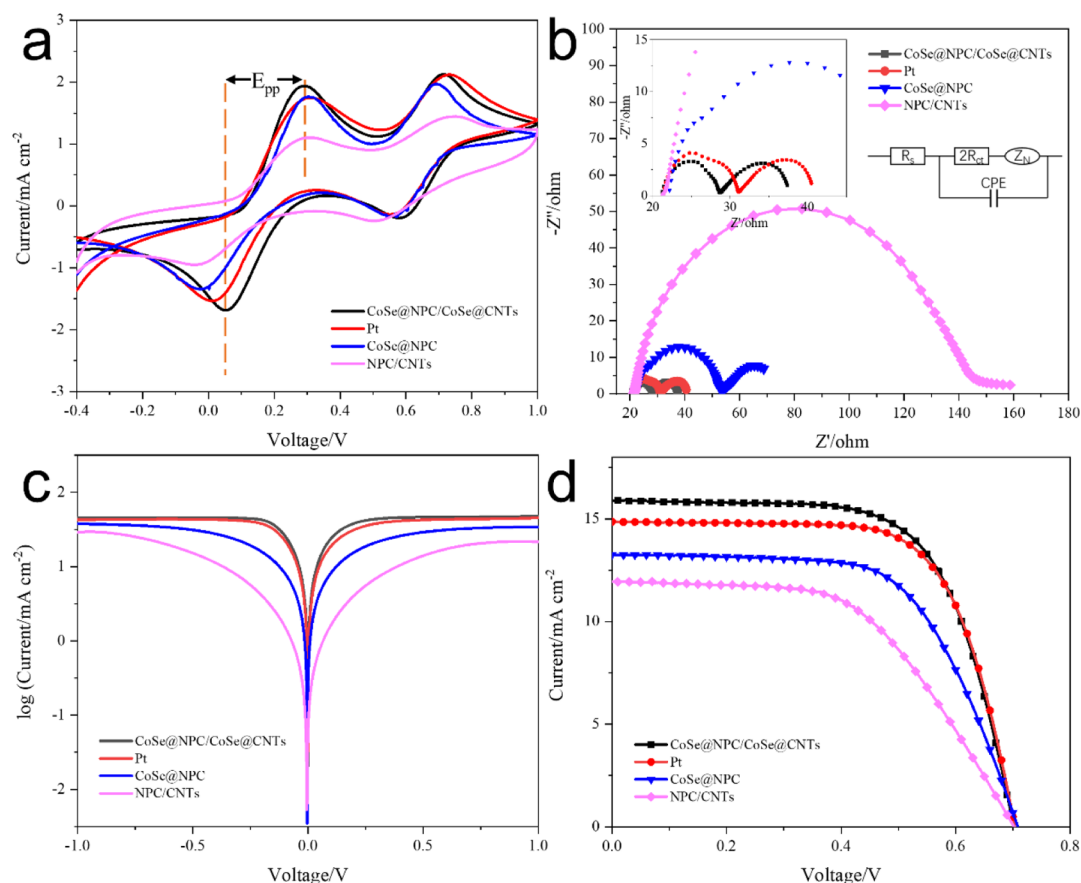 a
3
2
1
0
-1
-2
-3
-0.4
-0.2
0.0
0.2
0.4
0.6
0.8
1.0
Current/mA cm-2
Voltage/V
Epp
CoSe@NPC/CoSe@CNTs
Pt
CoSe@NPC
NPC/CNTs
b
100
90
80
70
60
50
40
30
20
10
0
20
40
60
80
100
120
140
160
180
-Z''/ohm
Z'/ohm
15
10
5
0
20
30
40
-Z''/ohm
Z'/ohm
CoSe@NPC/CoSe@CNTs
Pt
CoSe@NPC
NPC/CNTs
Rs
2Rct
ZN
CPE
c
2
1
0
-1
-2
-1.0
-0.5
0.0
0.5
1.0
log (Current/mA cm-2)
Voltage/V
CoSe@NPC/CoSe@CNTs
Pt
CoSe@NPC
NPC/CNTs
d
15
10
5
0
0.0
0.2
0.4
0.6
0.8
Current/mA cm-2
Voltage/V
CoSe@NPC/CoSe@CNTs
Pt
CoSe@NPC
NPC/CNTs